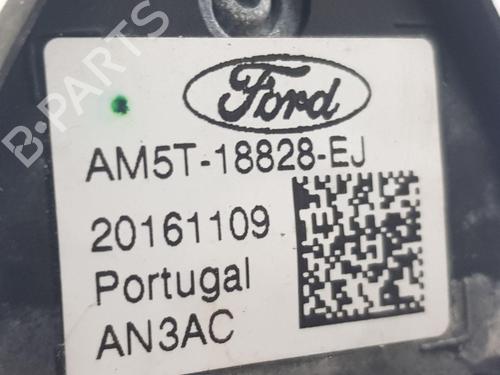 Ford
AM5T-18828-EJ
20161109
Portugal
AN3AC
B-PARTS